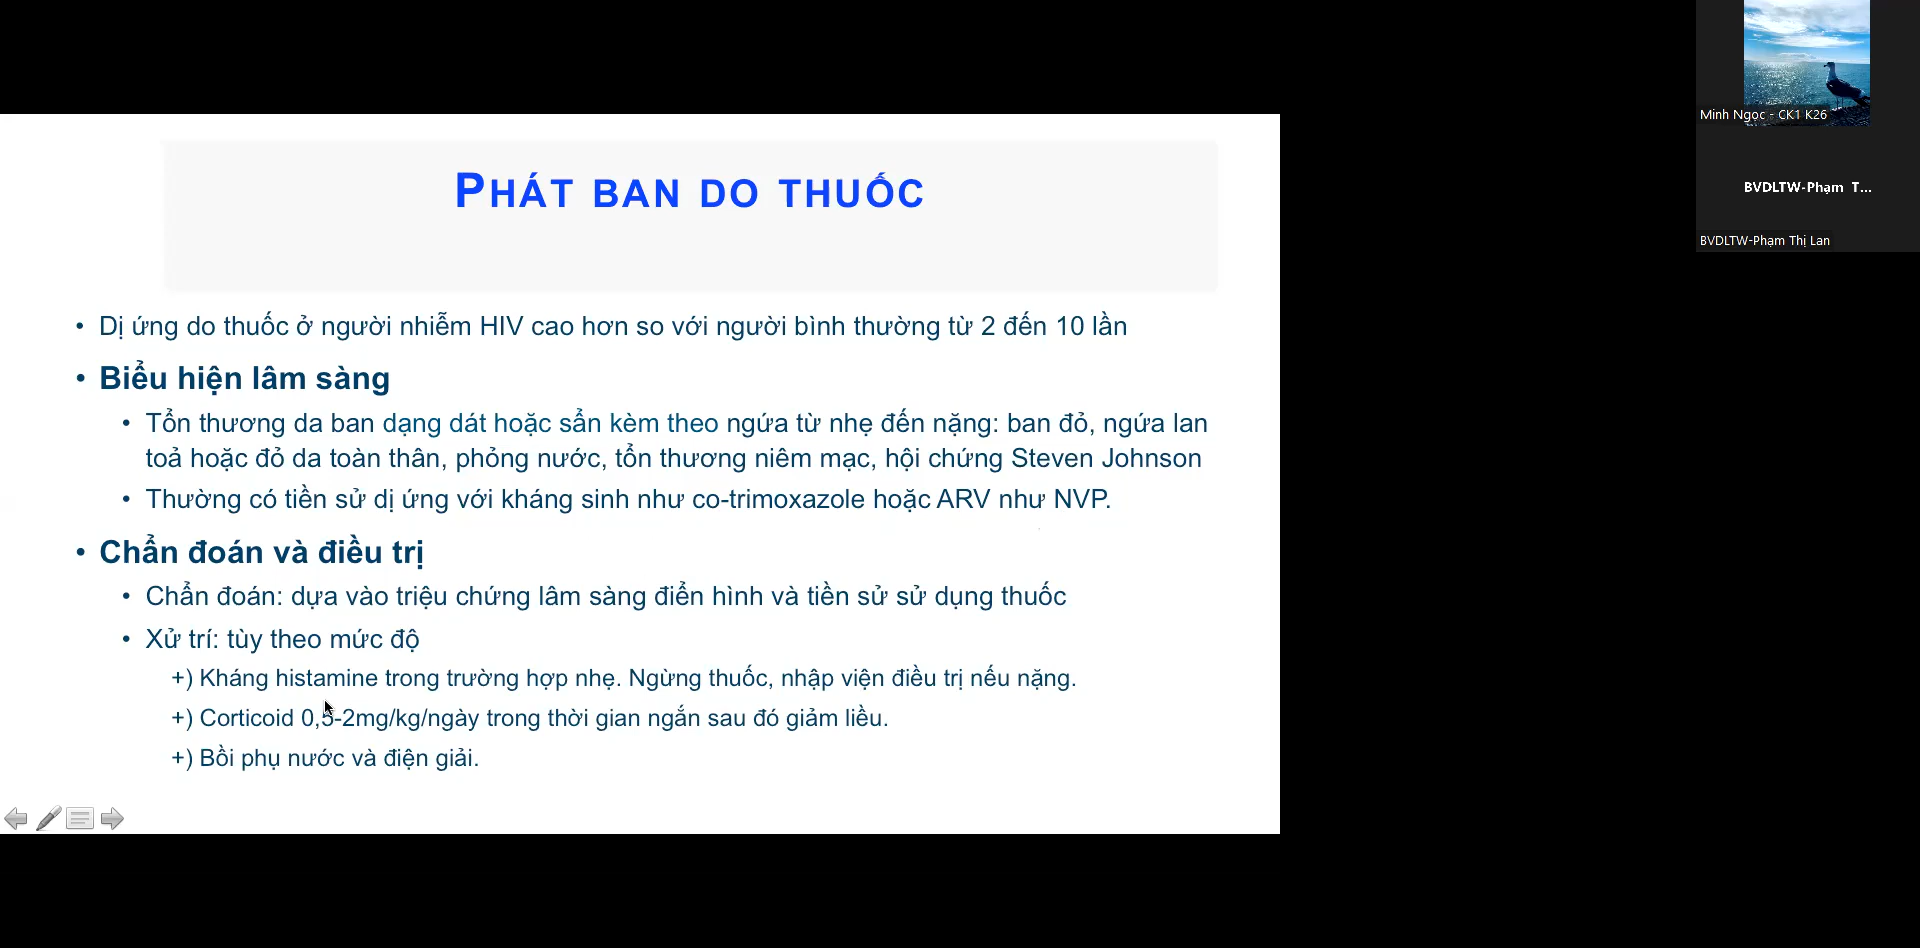 PHÁT BAN DO THUỐC
• Dị ứng do thuốc ở người nhiễm HIV cao hơn so với người bình thường từ 2 đến 10 lần
• Biểu hiện lâm sàng
• Tổn thương da ban dạng dát hoặc sẩn kèm theo ngứa từ nhẹ đến nặng: ban đỏ, ngứa lan
toả hoặc đỏ da toàn thân, phỏng nước, tổn thương niêm mạc, hội chứng Steven Johnson
• Thường có tiền sử dị ứng với kháng sinh như co-trimoxazole hoặc ARV như NVP.
• Chẩn đoán và điều trị
• Chẩn đoán: dựa vào triệu chứng lâm sàng điển hình và tiền sử sử dụng thuốc
• Xử trí: tùy theo mức độ
+) Kháng histamine trong trường hợp nhẹ. Ngừng thuốc, nhập viện điều trị nếu nặng.
+) Corticoid 0,5-2mg/kg/ngày trong thời gian ngắn sau đó giảm liều.
+) Bồi phụ nước và điện giải.
Minh Ngọc - CK1 K26
BVDLTW-Phạm T...
BVDLTW-Phạm Thị Lan